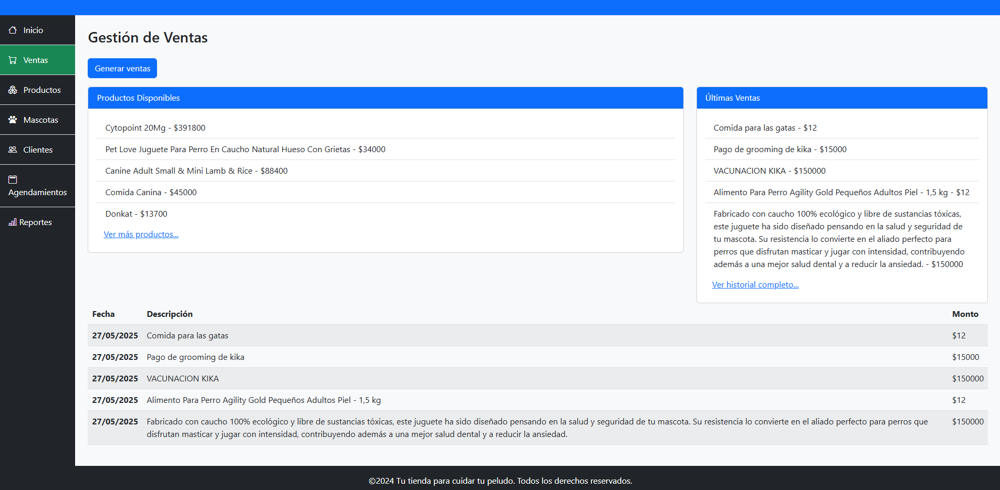 Inicio
Ventas
Productos
Mascotas
Clientes
Agendamientos
Reportes
Gestión de Ventas
Generar ventas
Productos Disponibles
Cytopoint 20Mg - $391800
Pet Love Juguete Para Perro En Caucho Natural Hueso Con Grietas - $34000
Canine Adult Small & Mini Lamb & Rice - $88400
Comida Canina - $45000
Donkat - $13700
Ver más productos...
Últimas Ventas
Comida para las gatas - $12
Pago de grooming de kika - $15000
VACUNACION KIKA - $150000
Alimento Para Perro Agility Gold Pequeños Adultos Piel - 1,5 kg - $12
Fabricado con caucho 100% ecológico y libre de sustancias tóxicas,
este juguete ha sido diseñado pensando en la salud y seguridad de
tu mascota. Su resistencia lo convierte en el aliado perfecto para
perros que disfrutan masticar y jugar con intensidad, contribuyendo
además a una mejor salud dental y a reducir la ansiedad. - $150000
Ver historial completo...
Fecha Descripción Monto
27/05/2025 Comida para las gatas $12
27/05/2025 Pago de grooming de kika $15000
27/05/2025 VACUNACION KIKA $150000
27/05/2025 Alimento Para Perro Agility Gold Pequeños Adultos Piel - 1,5 kg $12
27/05/2025 Fabricado con caucho 100% ecológico y libre de sustancias tóxicas, este juguete ha sido diseñado pensando en la salud y seguridad de tu mascota. Su resistencia lo convierte en el aliado perfecto para perros que $150000
disfrutan masticar y jugar con intensidad, contribuyendo además a una mejor salud dental y a reducir la ansiedad.
©2024 Tu tienda para cuidar tu peludo. Todos los derechos reservados.